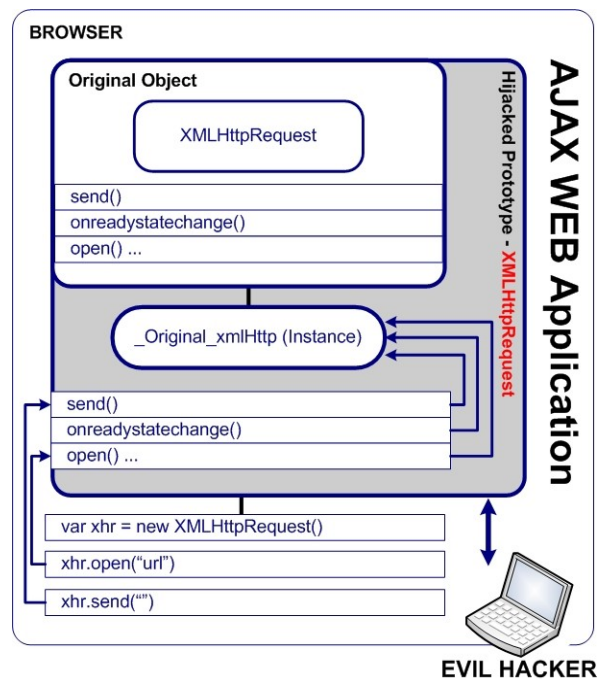 BROWSER
Original Object
XMLHttpRequest
send()
onreadystatechange()
open() ...
_Original_xmlHttp (Instance)
send()
onreadystatechange()
open() ...
Hijacked Prototype - XMLHttpRequest
AJAX WEB Application
var xhr = new XMLHttpRequest()
xhr.open(“url”)
xhr.send(“”)
EVIL HACKER